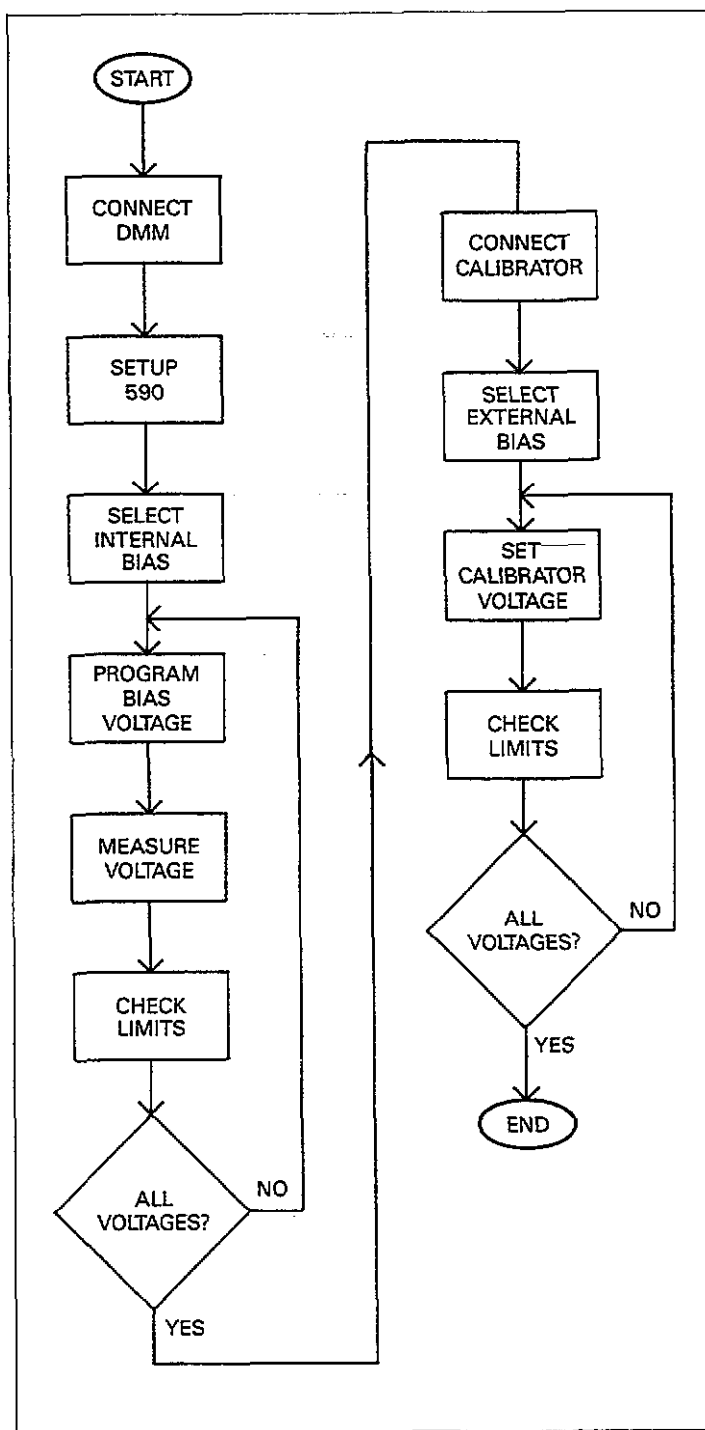 START
CONNECT
DMM
SETUP
590
SELECT
INTERNAL
BIAS
PROGRAM
BIAS
VOLTAGE
MEASURE
VOLTAGE
CHECK
LIMITS
ALL
VOLTAGES?
NO
YES
CONNECT
CALIBRATOR
SELECT
EXTERNAL
BIAS
SET
CALIBRATOR
VOLTAGE
CHECK
LIMITS
ALL
VOLTAGES?
NO
YES
END